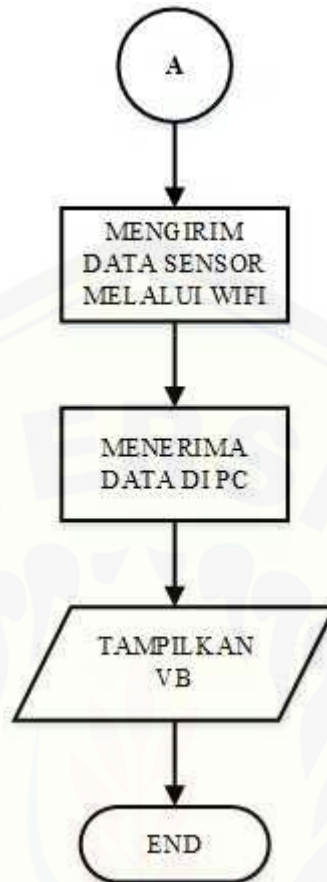 A
MENGIRIM
DATA SENSOR
MELALUI WIFI
MENERIMA
DATA DI PC
TAMPILKAN
VB
END